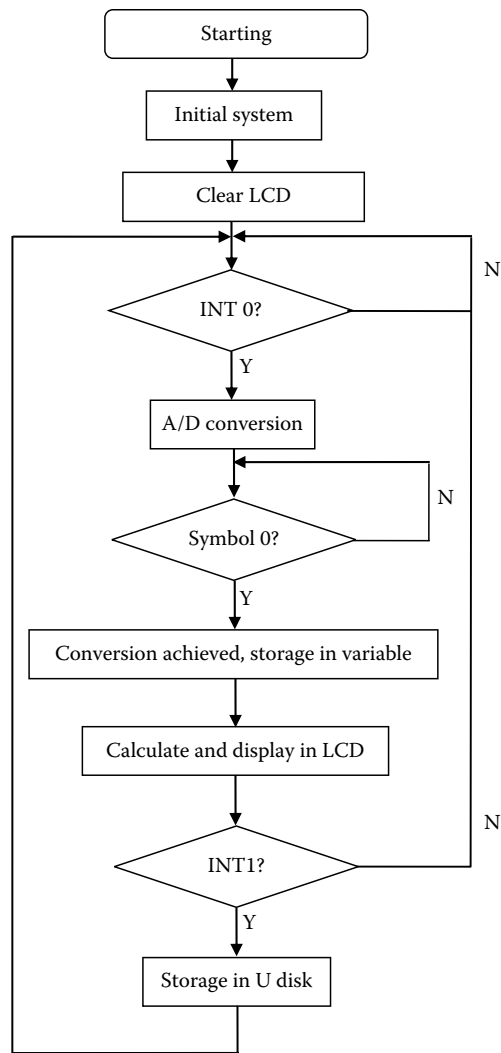 Starting
Initial system
Clear LCD
N
INT 0?
Y
A/D conversion
N
Symbol 0?
Y
Conversion achieved, storage in variable
Calculate and display in LCD
N
INT1?
Y
Storage in U disk